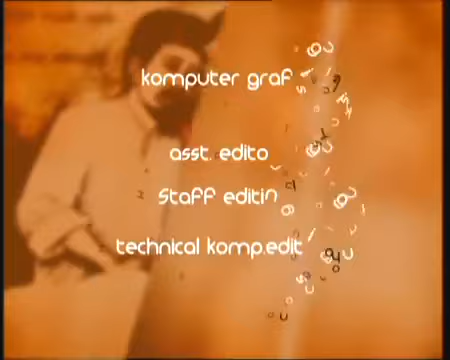 komputer graf
asst. edito
staff editin
technical komp.edit